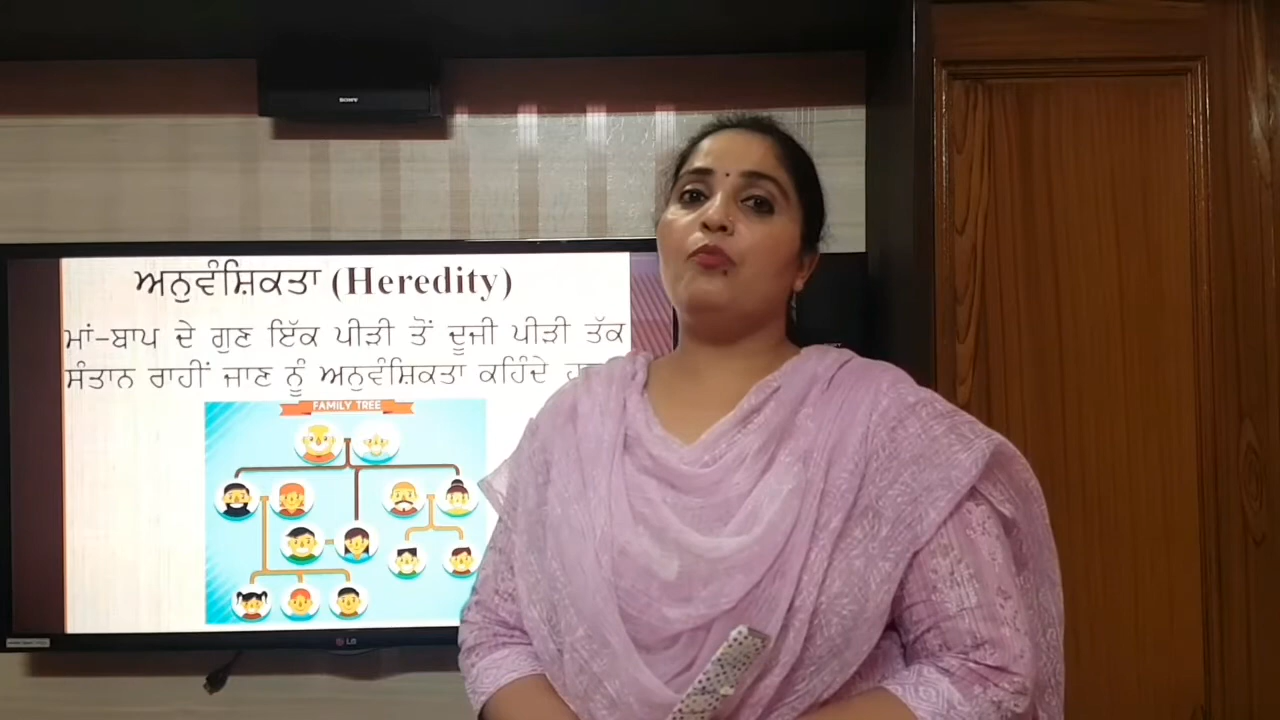 SONY
ਅਨੁਵੰਸ਼ਿਕਤਾ (Heredity)
ਮਾਂ-ਬਾਪ ਦੇ ਗੁਣ ਇੱਕ ਪੀੜੀ ਤੋਂ ਦੂਜੀ ਪੀੜੀ ਤੱਕ
ਸੰਤਾਨ ਰਾਹੀਂ ਜਾਣ ਨੂੰ ਅਨੁਵੰਸ਼ਿਕਤਾ ਕਹਿੰਦੇ
FAMILY TREE
LG